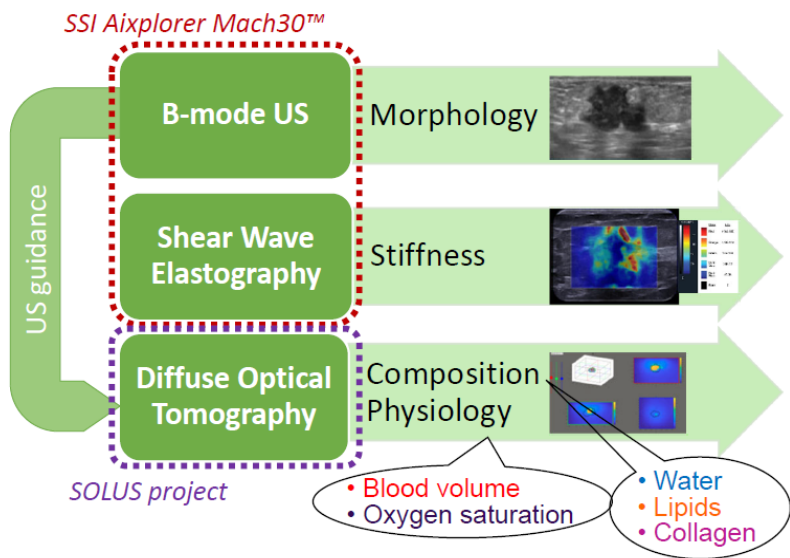 SSI Aixplorer Mach30™
B-mode US
Morphology
US guidance
Shear Wave
Elastography
Stiffness
Diffuse Optical
Tomography
Composition
Physiology
SOLUS project
• Blood volume
• Oxygen saturation
• Water
• Lipids
• Collagen